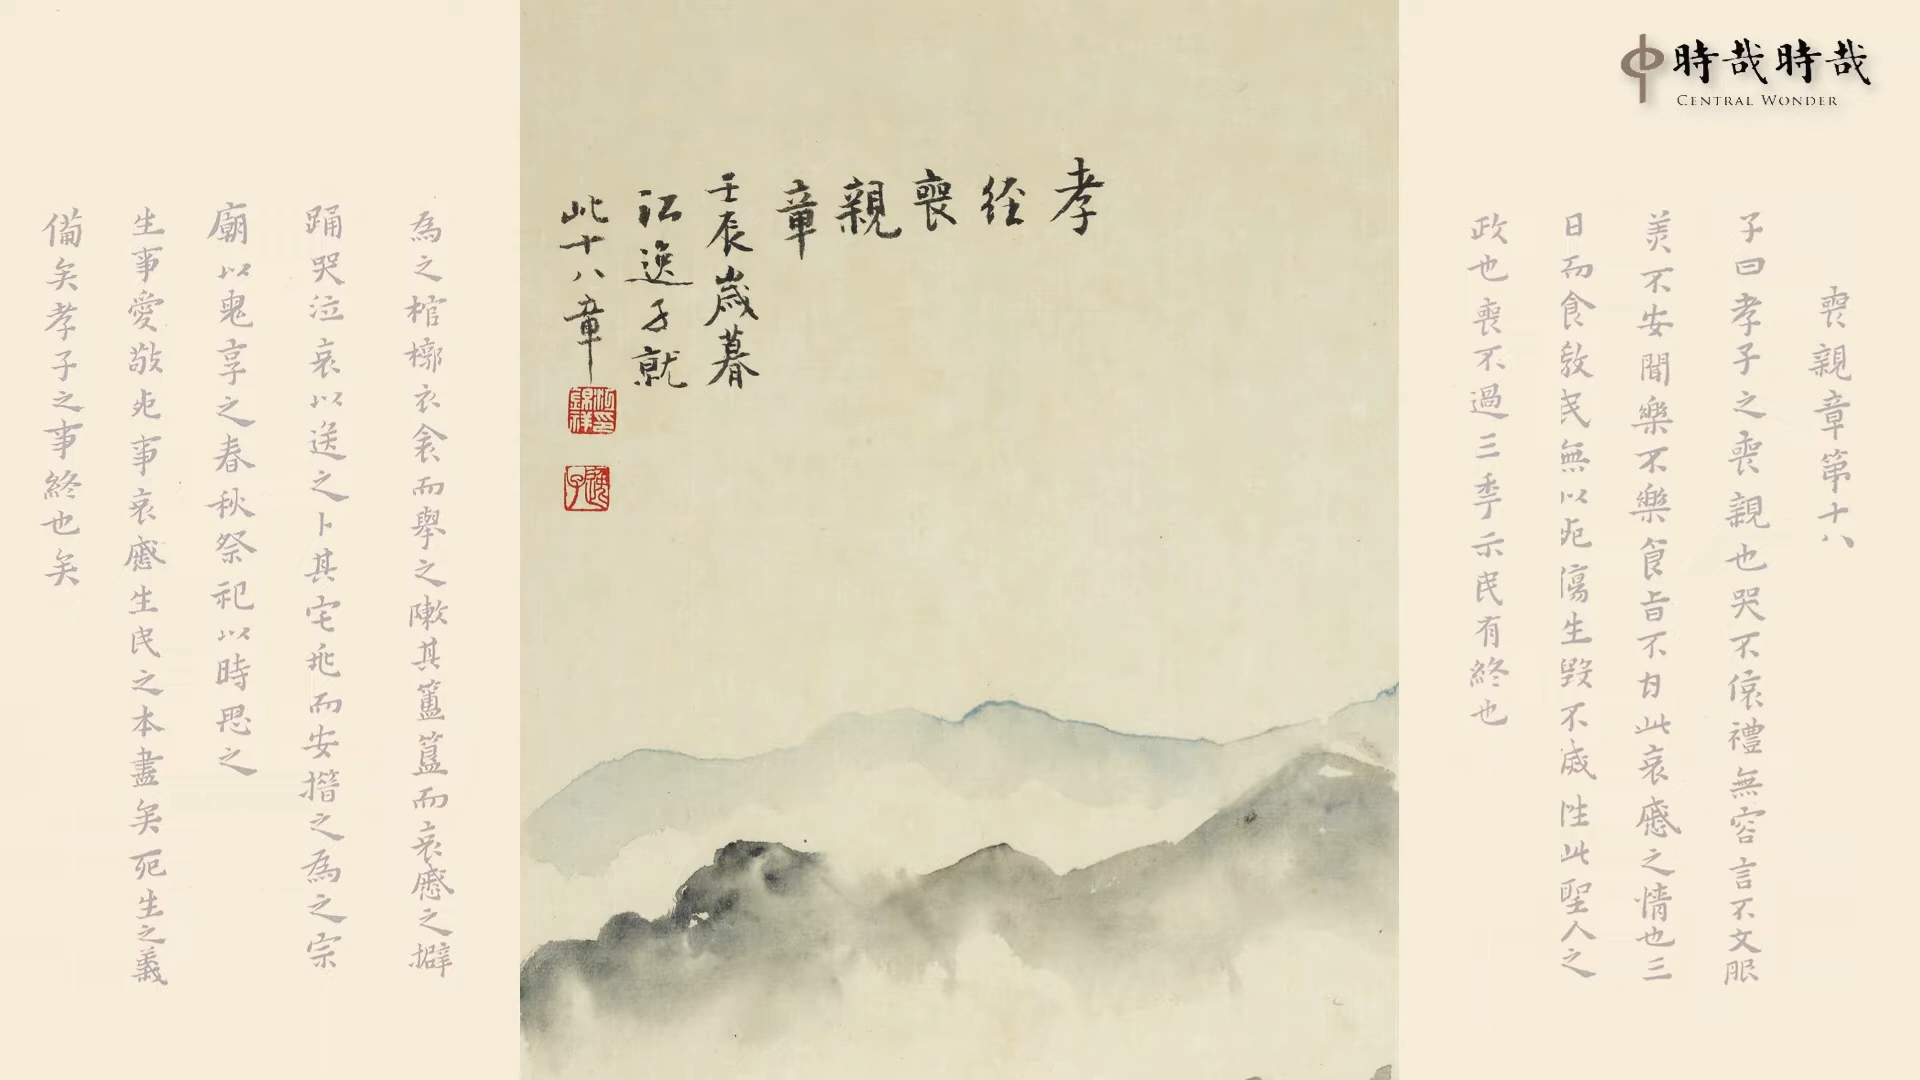 時哉時哉
CENTRAL WONDER
喪親章第十八
子曰孝子之喪親也哭不偯禮無容言不文服
美不安聞樂不樂食旨不甘此哀慼之情也三
日而食教民無以死傷生毀不滅性此聖人之
政也喪不過三年示民有終也
孝
經
喪
親
章
壬辰歲暮
江逸子就
此十八章
為之棺槨衣衾而舉之陳其簠簋而哀慼之擗
踊哭泣哀以送之卜其宅兆而安措之為之宗
廟以鬼享之春秋祭祀以時思之
生事愛敬死事哀慼生民之本盡矣死生之義
備矣孝子之事終也矣